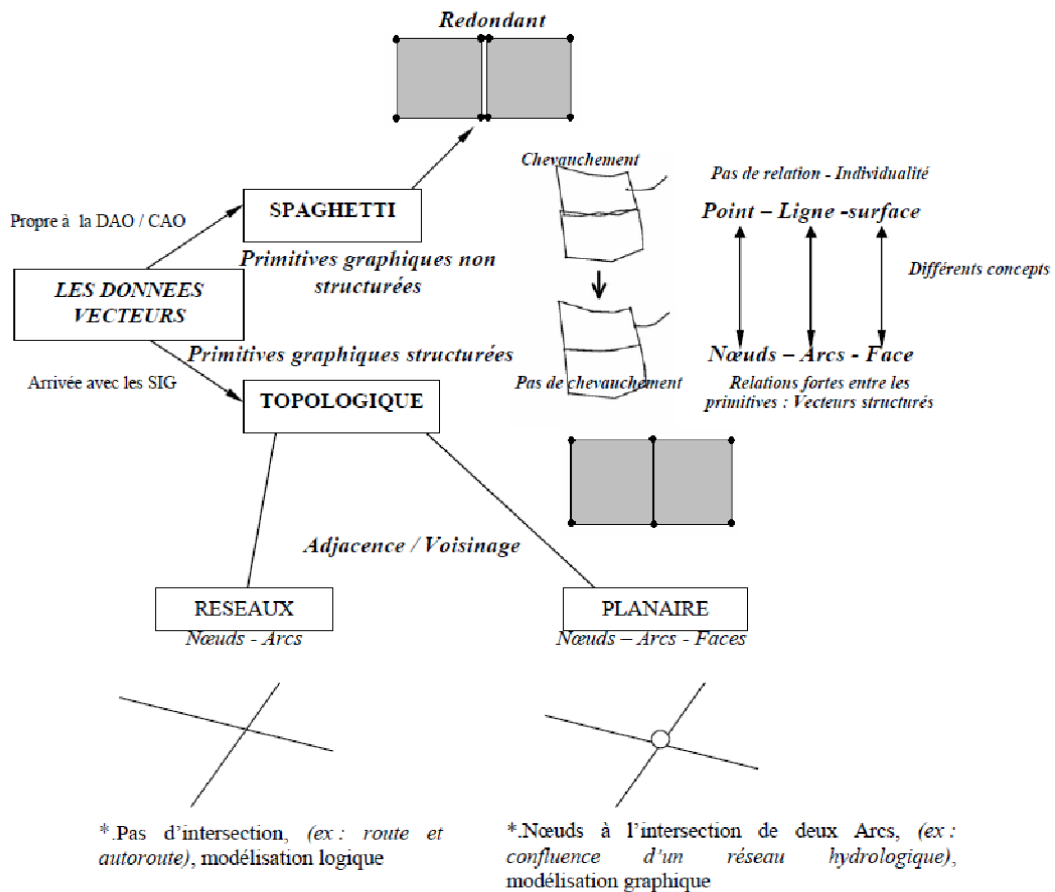 Redondant
Chevauchement
Pas de relation - Individualité
SPAGHETTI
Point – Ligne -surface
Propre à la DAO / CAO
Primitives graphiques non
structurées
Différents concepts
LES DONNEES
VECTEURS
Primitives graphiques structurées
Nœuds – Arcs - Face
Arrivée avec les SIG
Pas de chevauchement
Relations fortes entre les
primitives : Vecteurs structurés
TOPOLOGIQUE
Adjacence / Voisinage
RESEAUX
Nœuds - Arcs
PLANAIRE
Nœuds – Arcs - Faces
*.Pas d’intersection, (ex : route et
autoroute), modélisation logique
*.Nœuds à l’intersection de deux Arcs, (ex :
confluence d’un réseau hydrologique),
modélisation graphique